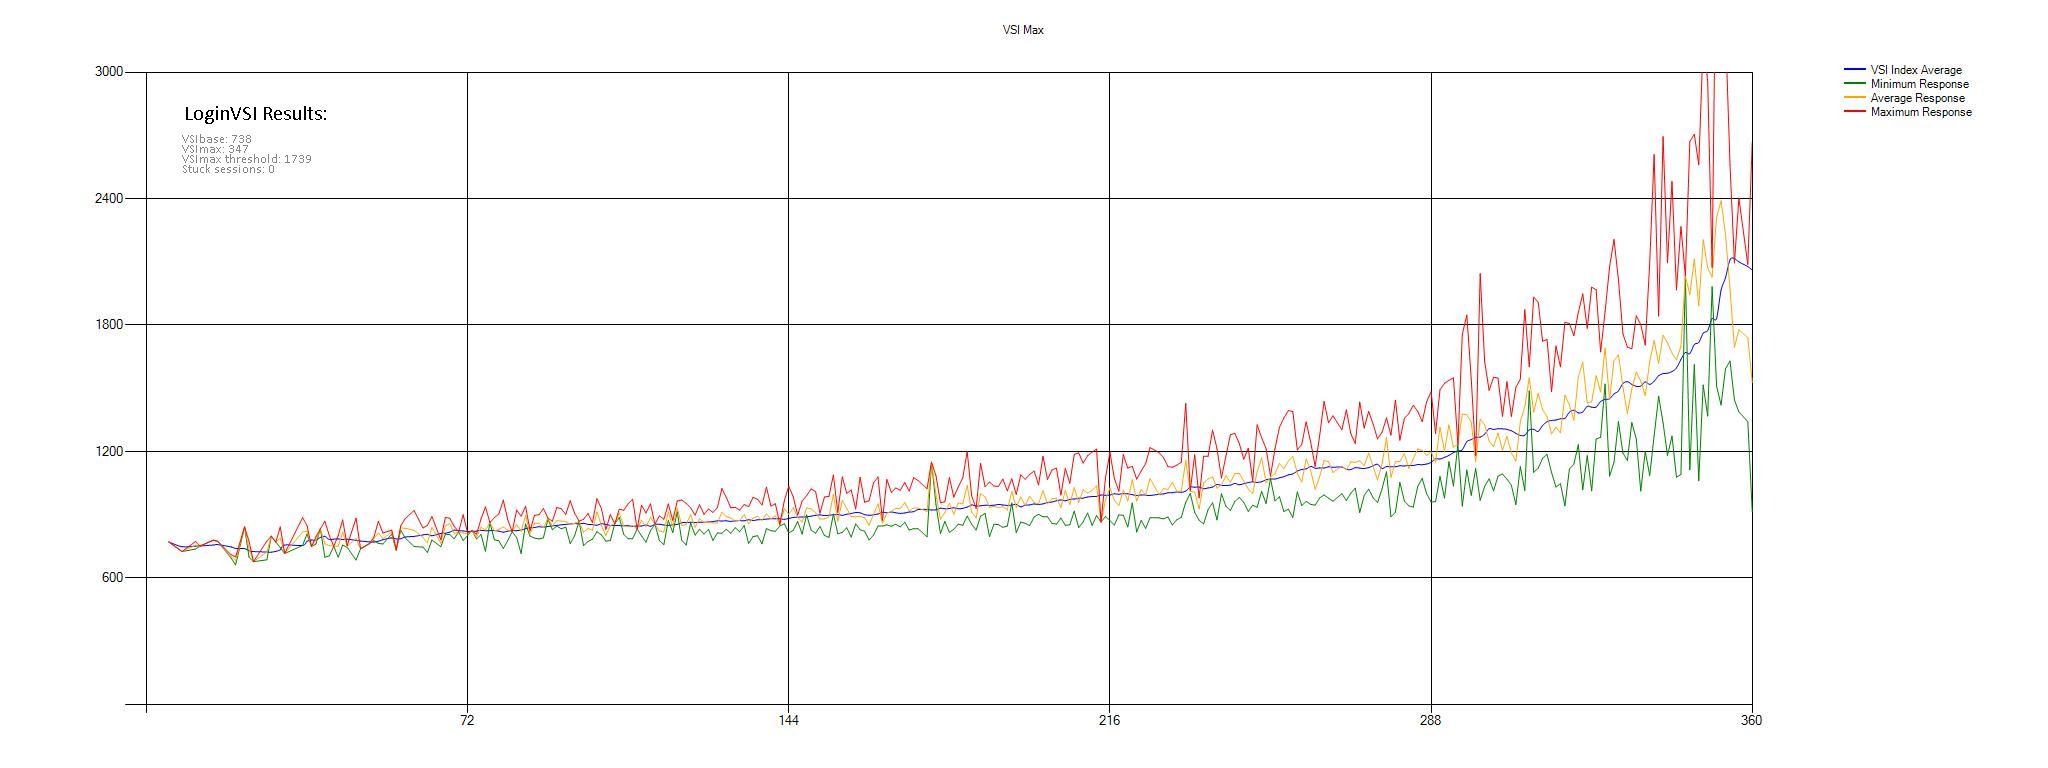 VSI Max
3000
2400
1800
1200
600
LoginVSI Results:
VSIbase: 738
VSImax: 347
VSImax threshold: 1739
Stuck sessions: 0
72
144
216
288
360
VSI Index Average
Minimum Response
Average Response
Maximum Response